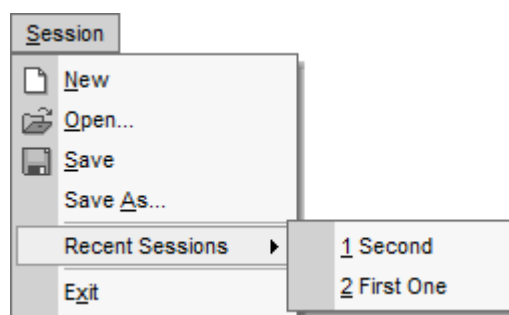 Session
New
Open...
Save
Save As...
Recent Sessions
1 Second
2 First One
Exit